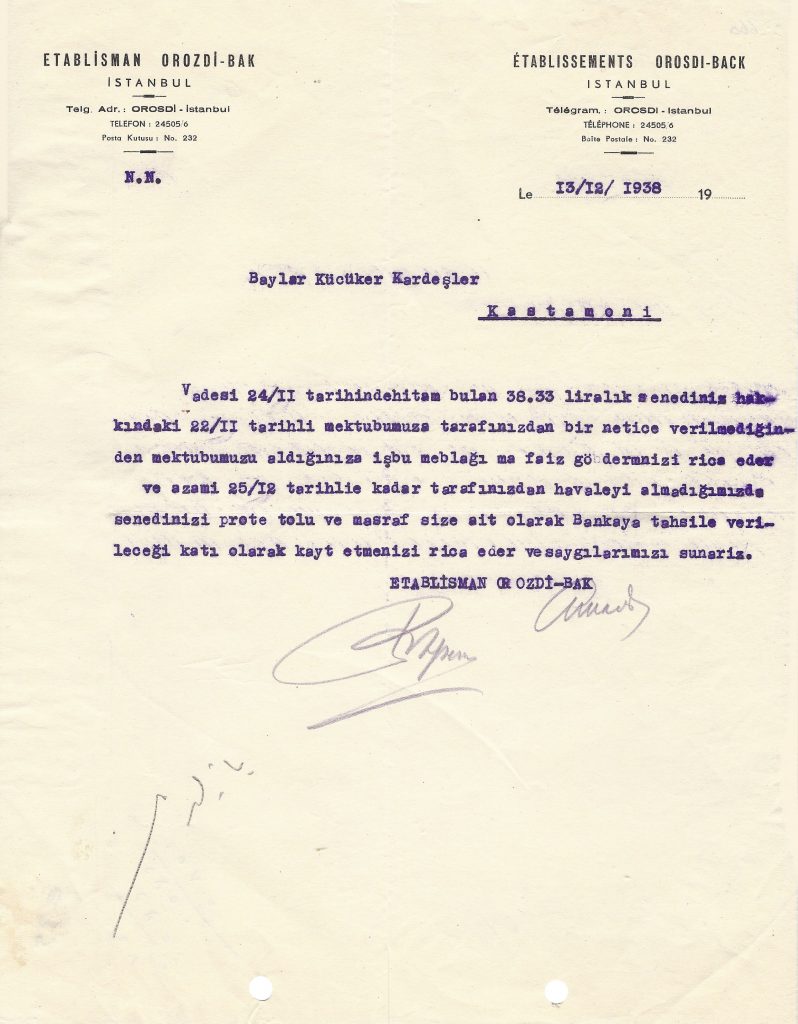 ETABLİSMAN OROZDİ-BAK
İSTANBUL
Telg. Adr.: OROSDİ - İstanbul
TELEFON : 24505/6
Posta Kutusu : No. 232
N.N.
ÉTABLISSEMENTS OROSDI-BACK
ISTANBUL
Télégram. : OROSDI - Istanbul
TÉLÉPHONE : 24505/6
Boîte Postale : No. 232
Le 13/12/ 1938 19
Baylar Kücüker Kardeşler
Kastamoni
Vadesi 24/II tarihindehitam bulan 38.33 liralık senediniz hak-
kındaki 22/II tarihli mektubumuza tarafınızdan bir netice verilmediğin-
den mektubumuzu aldığınıza işbu meblağı ma faiz gö dermnizi rica eder
ve azami 25/12 tarihlie kadar tarafınızdan havaleyi almadığımızda
senedinizi prote tolu ve masraf size ait olarak Bankaya tahsile veri-
leceği katı olarak kayt etmenizi rica eder vesaygılarımızı sunariz.
ETABLİSMAN OROZDİ-BAK